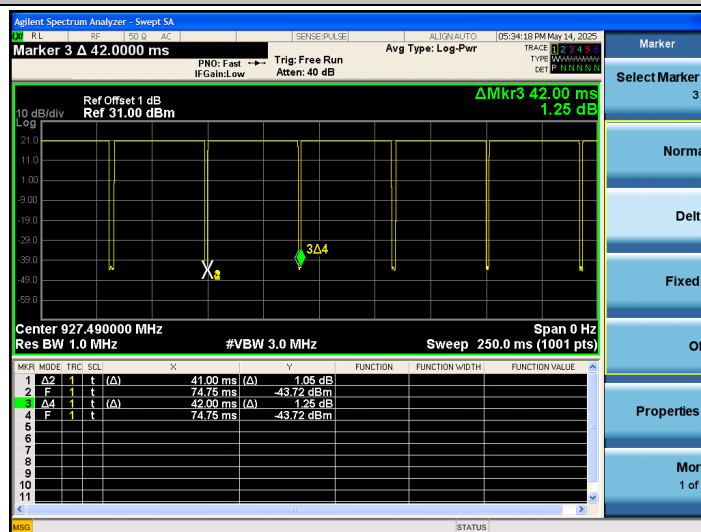 Agilent Spectrum Analyzer - Swept SA
LXI RL RF 50 Ω AC SENSE:PULSE ALIGN AUTO 05:34:18 PM May 14, 2025
Marker 3 Δ 42.0000 ms
PNO: Fast
IFGain:Low
Trig: Free Run
Atten: 40 dB
Avg Type: Log-Pwr
TRACE 1 2 3 4 5 6
TYPE WWWWWW
DET P N N N N N
Ref Offset 1 dB
Ref 31.00 dBm
ΔMkr3 42.00 ms
1.25 dB
10 dB/div
Log
21.0
11.0
1.00
-9.00
-19.0
-29.0
-39.0
-49.0
-59.0
3Δ4
Center 927.490000 MHz Span 0 Hz
Res BW 1.0 MHz #VBW 3.0 MHz Sweep 250.0 ms (1001 pts)
MKR MODE TRC SCL X Y FUNCTION FUNCTION WIDTH FUNCTION VALUE
1 Δ2 1 t (Δ) 41.00 ms (Δ) 1.05 dB
2 F 1 t 74.75 ms -43.72 dBm
3 Δ4 1 t (Δ) 42.00 ms (Δ) 1.25 dB
4 F 1 t 74.75 ms -43.72 dBm
5
6
7
8
9
10
11
MSG STATUS
Marker
Select Marker
3
Norma
Delt
Fixed
Of
Properties
Mor
1 of